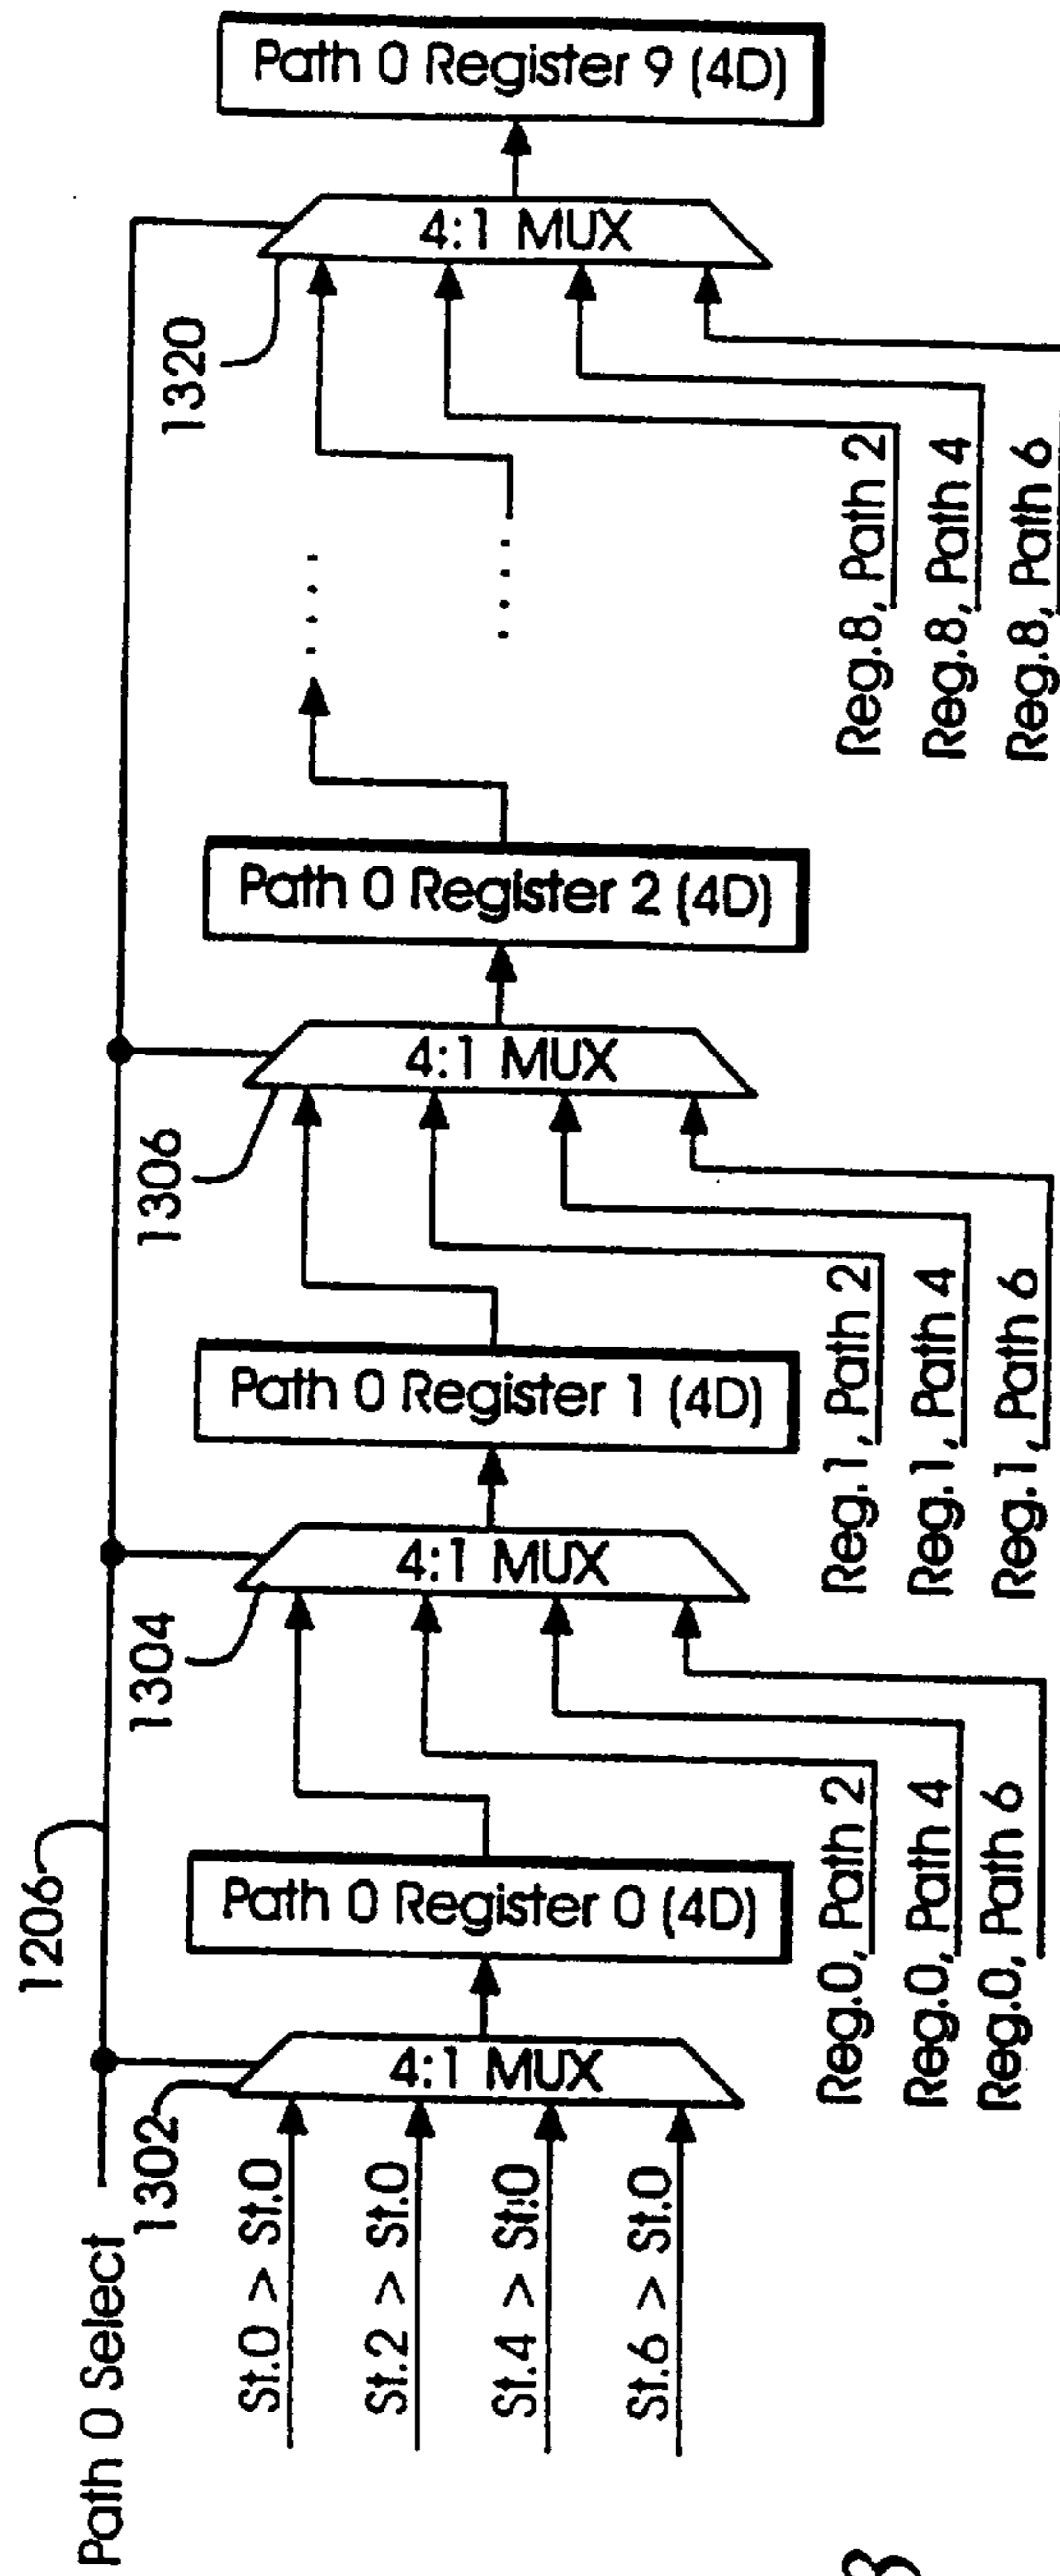 Path 0 Select
1206
1302
1304
1306
1320
St.0 > St.0
St.2 > St.0
St.4 > St.0
St.6 > St.0
4:1 MUX
Path 0 Register 0 (4D)
Reg.0, Path 2
Reg.0, Path 4
Reg.0, Path 6
4:1 MUX
Path 0 Register 1 (4D)
Reg.1, Path 2
Reg.1, Path 4
Reg.1, Path 6
4:1 MUX
Path 0 Register 2 (4D)
. . . .
. . . .
Reg.8, Path 2
Reg.8, Path 4
Reg.8, Path 6
4:1 MUX
Path 0 Register 9 (4D)
3